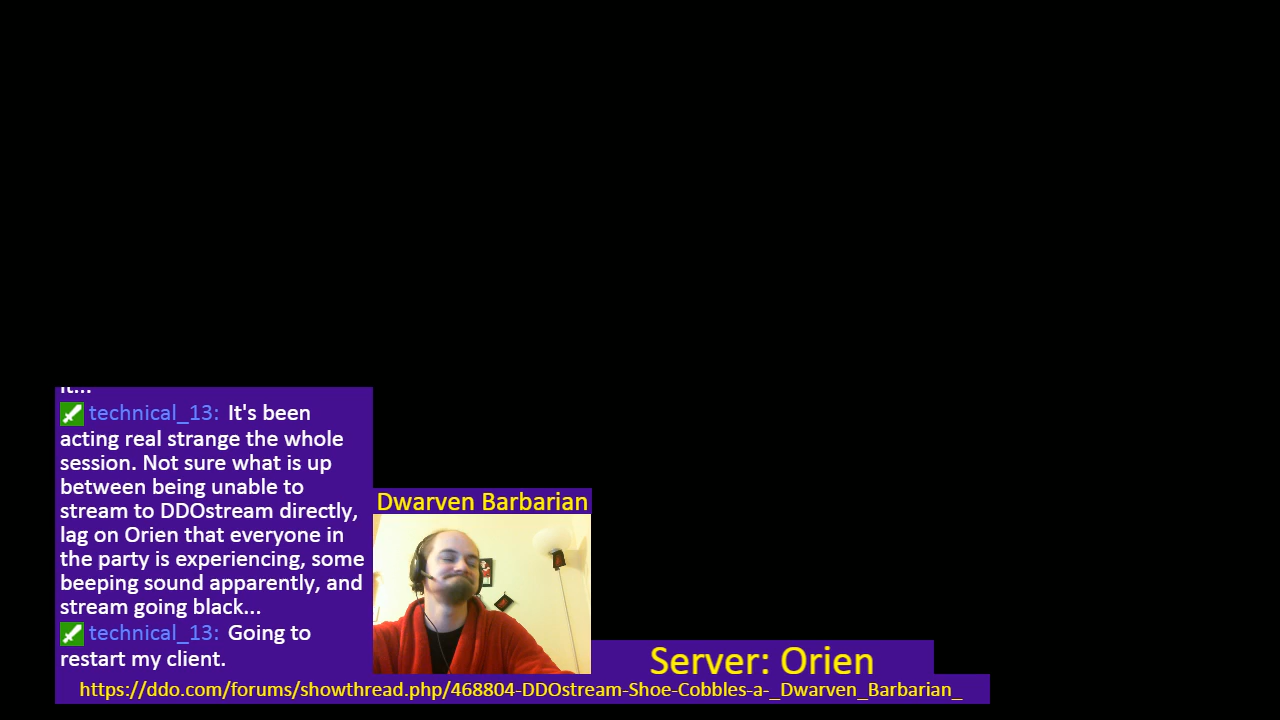 it...
technical_13: It's been
acting real strange the whole
session. Not sure what is up
between being unable to
stream to DDOstream directly,
lag on Orien that everyone in
the party is experiencing, some
beeping sound apparently, and
stream going black...
technical_13: Going to
restart my client.
Dwarven Barbarian
Server: Orien
https://ddo.com/forums/showthread.php/468804-DDOstream-Shoe-Cobbles-a-_Dwarven_Barbarian_